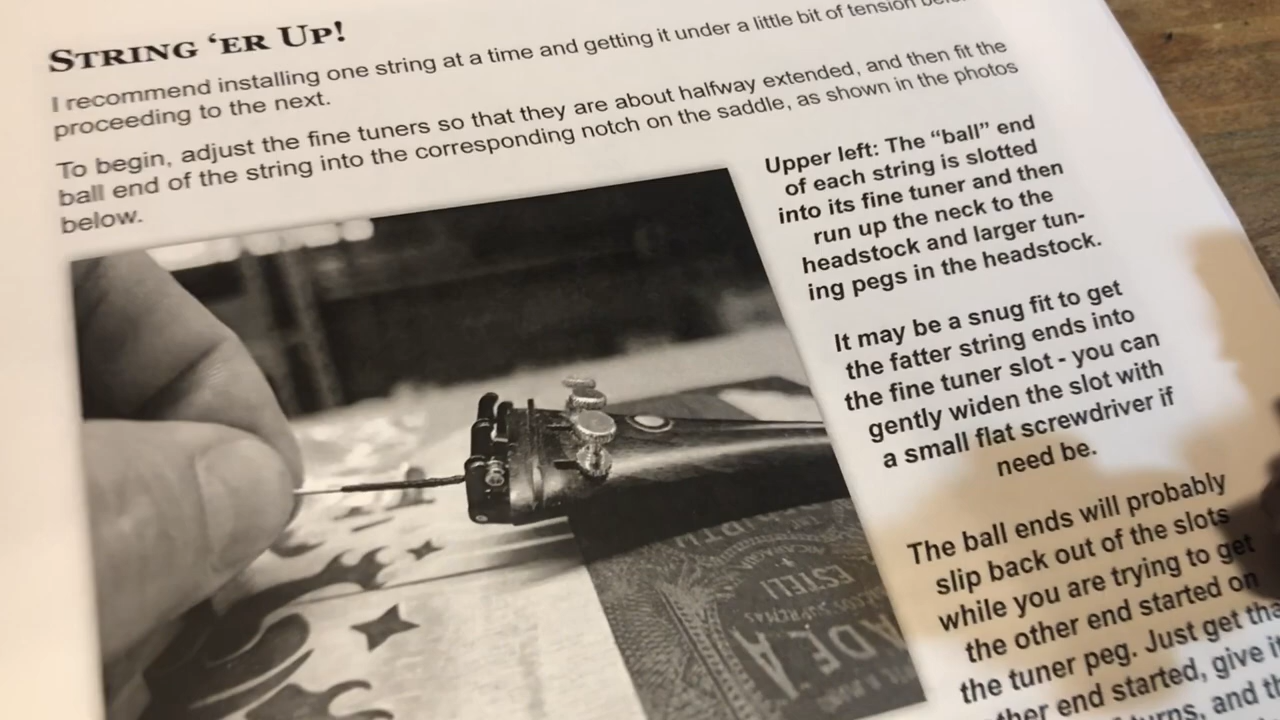 STRING ‘ER UP!
I recommend installing one string at a time and getting it under a little bit of tension
proceeding to the next.
To begin, adjust the fine tuners so that they are about halfway extended, and then fit the
ball end of the string into the corresponding notch on the saddle, as shown in the photos
below.
Upper left: The “ball” end
of each string is slotted
into its fine tuner and then
run up the neck to the
headstock and larger tun-
ing pegs in the headstock.
It may be a snug fit to get
the fatter string ends into
the fine tuner slot - you can
gently widen the slot with
a small flat screwdriver if
need be.
The ball ends will probably
slip back out of the slots
while you are trying to get
the other end started on
the tuner peg. Just get
end started, give
and
NICARAGUA
ESTELI